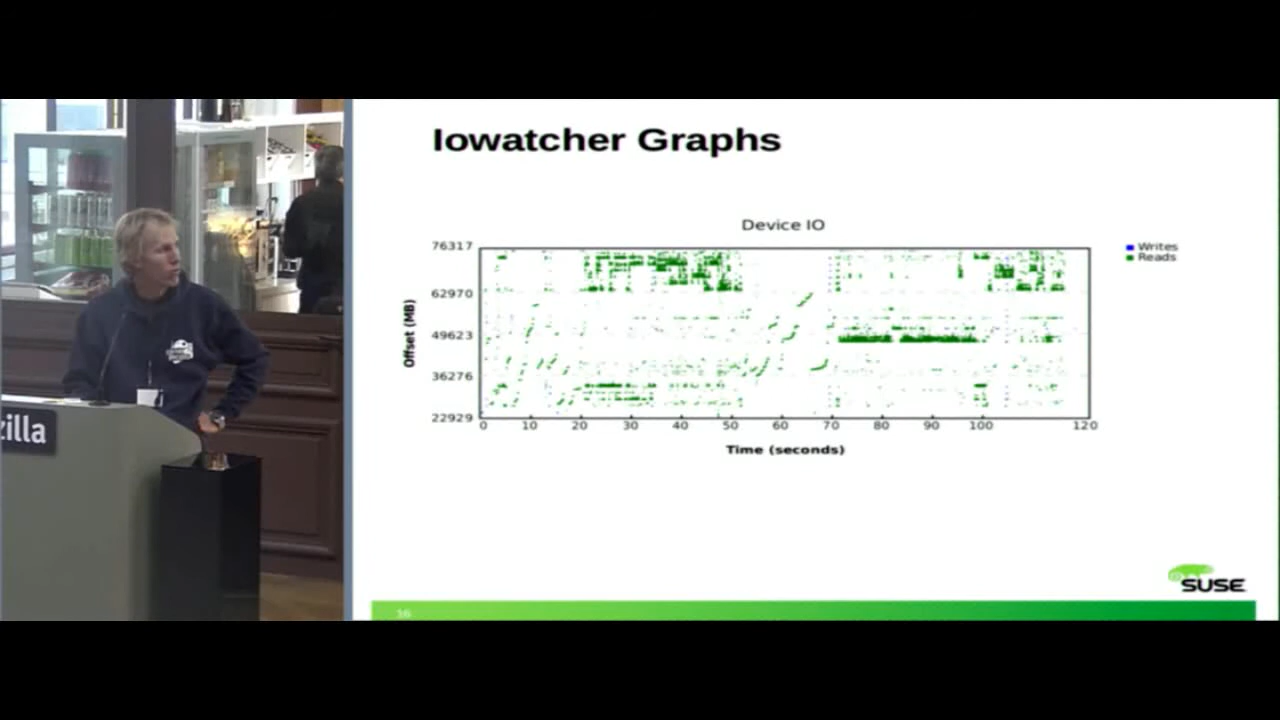 Iowatcher Graphs
Device IO
76317
62970
49623
36276
22929
Offset (MB)
0 10 20 30 40 50 60 70 80 90 100 120
Time (seconds)
Writes
Reads
zilla
SUSE
16